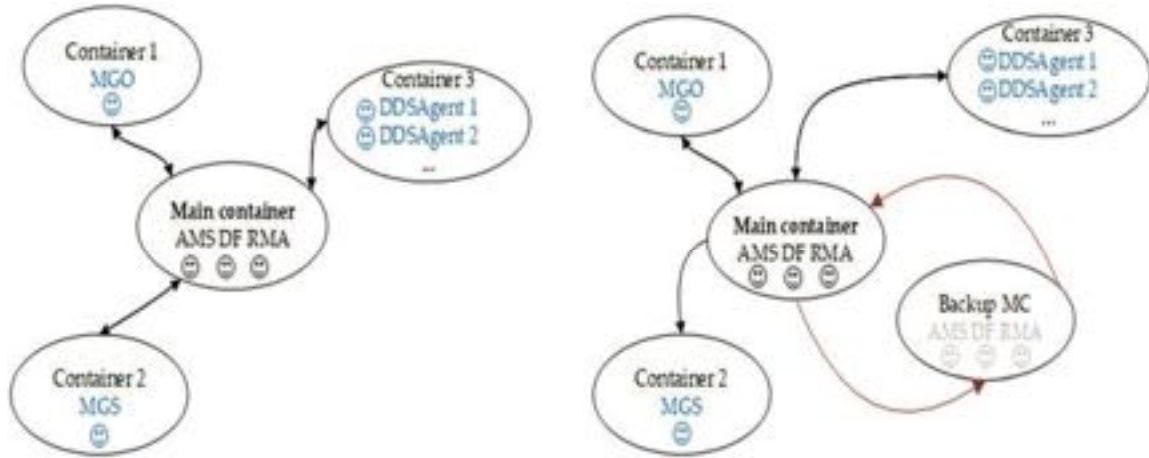 Container 1
MGO
Container 3
DDSAgent 1
DDSAgent 2
...
Main container
AMS DF RMA
Container 2
MGS
Container 1
MGO
Container 3
DDSAgent 1
DDSAgent 2
...
Main container
AMS DF RMA
Backup MC
AMS DF RMA
Container 2
MGS